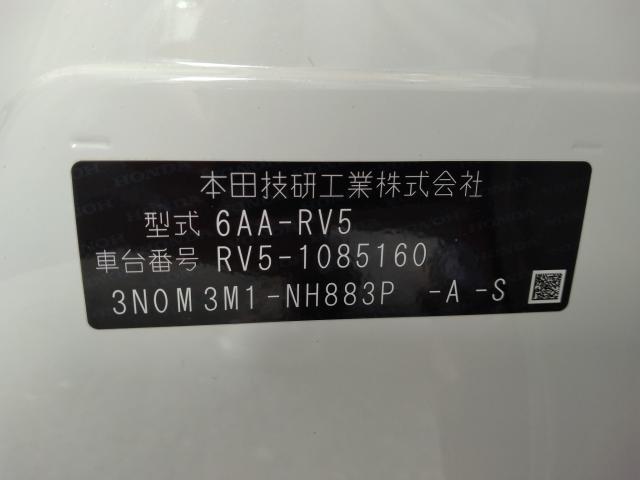 本田技研工業株式会社
型式 6AA-RV5
車台番号 RV5-1085160
3N0M3M1-NH883P -A -S